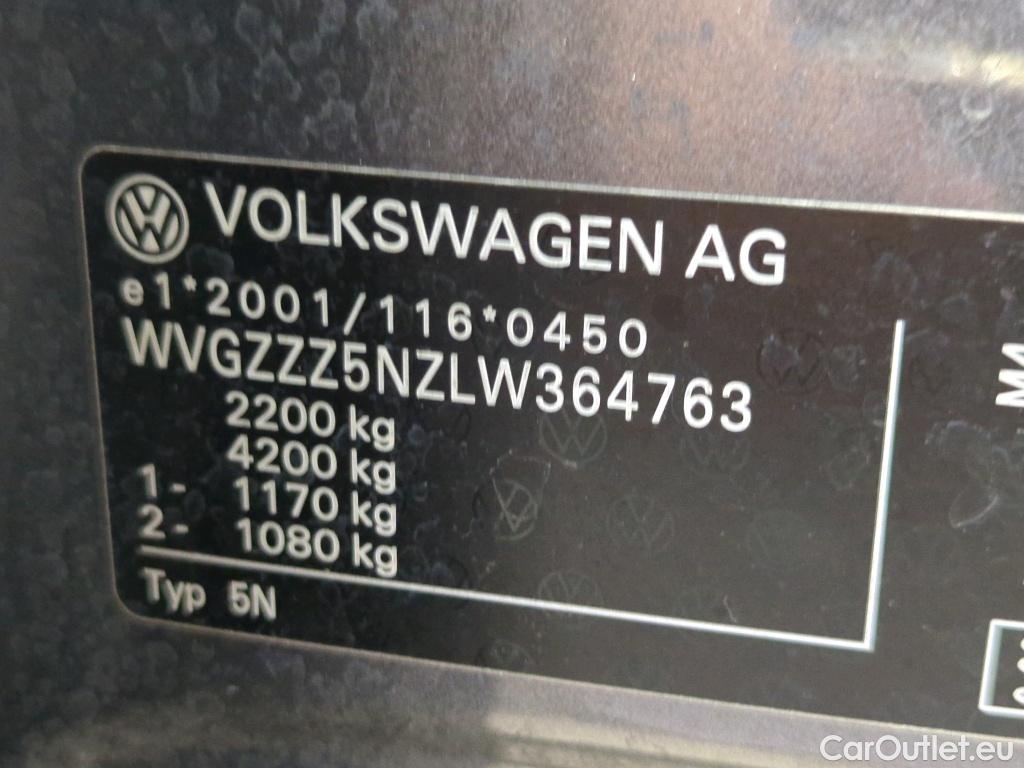 VOLKSWAGEN AG
e1*2001/116*0450
WVGZZZ5NZLW364763
2200 kg
4200 kg
1- 1170 kg
2- 1080 kg
Typ 5N
CarOutlet.eu